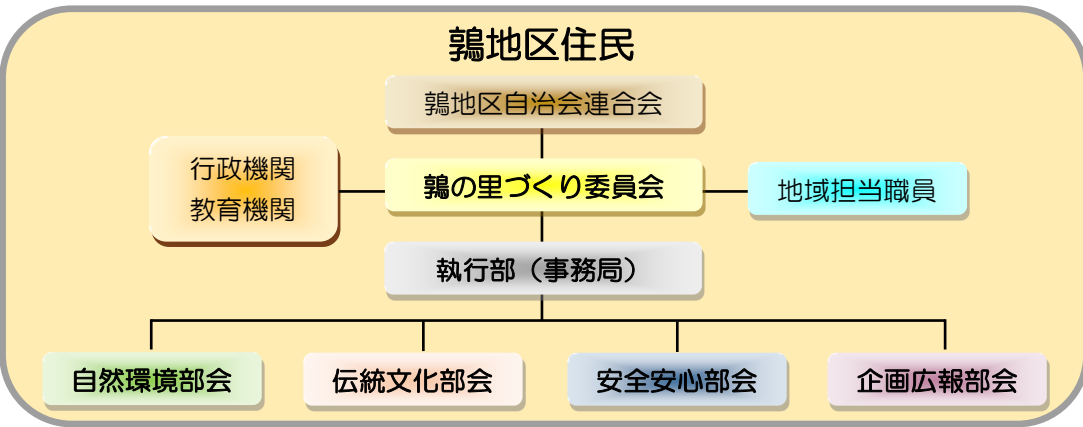 鶉地区住民
鶉地区自治会連合会
行政機関
教育機関
鶉の里づくり委員会
地域担当職員
執行部（事務局）
自然環境部会
伝統文化部会
安全安心部会
企画広報部会